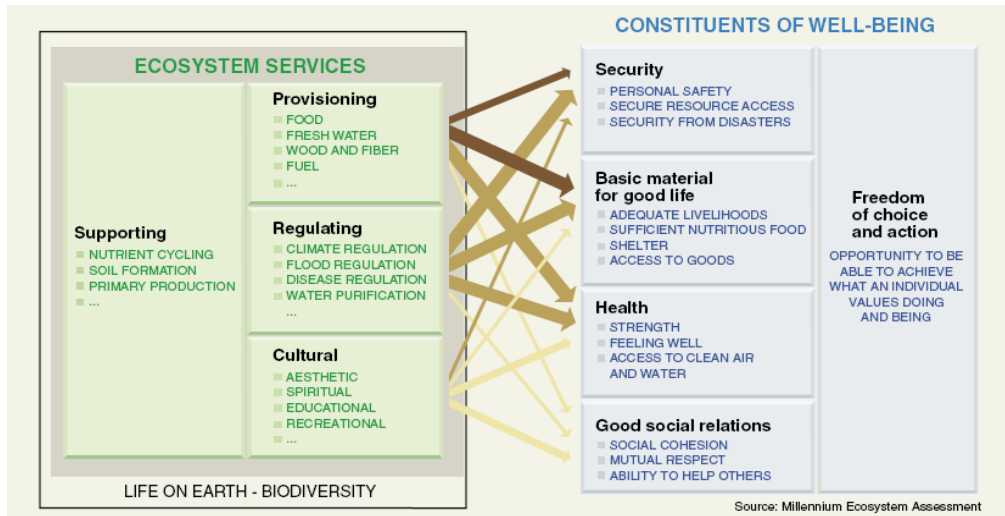 CONSTITUENTS OF WELL-BEING
ECOSYSTEM SERVICES
Supporting
NUTRIENT CYCLING
SOIL FORMATION
PRIMARY PRODUCTION
...
Provisioning
FOOD
FRESH WATER
WOOD AND FIBER
FUEL
...
Regulating
CLIMATE REGULATION
FLOOD REGULATION
DISEASE REGULATION
WATER PURIFICATION
...
Cultural
AESTHETIC
SPIRITUAL
EDUCATIONAL
RECREATIONAL
...
LIFE ON EARTH - BIODIVERSITY
Security
PERSONAL SAFETY
SECURE RESOURCE ACCESS
SECURITY FROM DISASTERS
Basic material
for good life
ADEQUATE LIVELIHOODS
SUFFICIENT NUTRITIOUS FOOD
SHELTER
ACCESS TO GOODS
Health
STRENGTH
FEELING WELL
ACCESS TO CLEAN AIR
AND WATER
Good social relations
SOCIAL COHESION
MUTUAL RESPECT
ABILITY TO HELP OTHERS
Freedom
of choice
and action
OPPORTUNITY TO BE
ABLE TO ACHIEVE
WHAT AN INDIVIDUAL
VALUES DOING
AND BEING
Source: Millennium Ecosystem Assessment